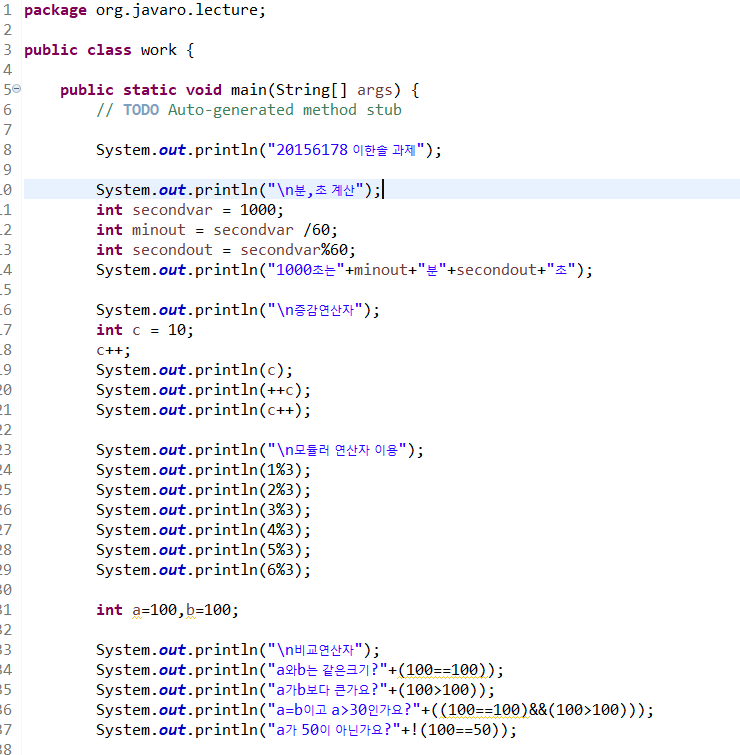 1 package org.javaro.lecture;
2
3 public class work {
4
5 public static void main(String[] args) {
6 // TODO Auto-generated method stub
7
8 System.out.println("20156178 이한솔 과제");
9
10 System.out.println("\n분,초 계산");
11 int secondvar = 1000;
12 int minout = secondvar /60;
13 int secondout = secondvar%60;
14 System.out.println("1000초는"+minout+"분"+secondout+"초");
15
16 System.out.println("\n증감연산자");
17 int c = 10;
18 c++;
19 System.out.println(c);
20 System.out.println(++c);
21 System.out.println(c++);
22
23 System.out.println("\n모듈러 연산자 이용");
24 System.out.println(1%3);
25 System.out.println(2%3);
26 System.out.println(3%3);
27 System.out.println(4%3);
28 System.out.println(5%3);
29 System.out.println(6%3);
30
31 int a=100,b=100;
32
33 System.out.println("\n비교연산자");
34 System.out.println("a와b는 같은크기?"+(100==100));
35 System.out.println("a가b보다 큰가요?"+(100>100));
36 System.out.println("a=b이고 a>30인가요?"+((100==100)&&(100>100)));
37 System.out.println("a가 50이 아닌가요?"+!(100==50));
38